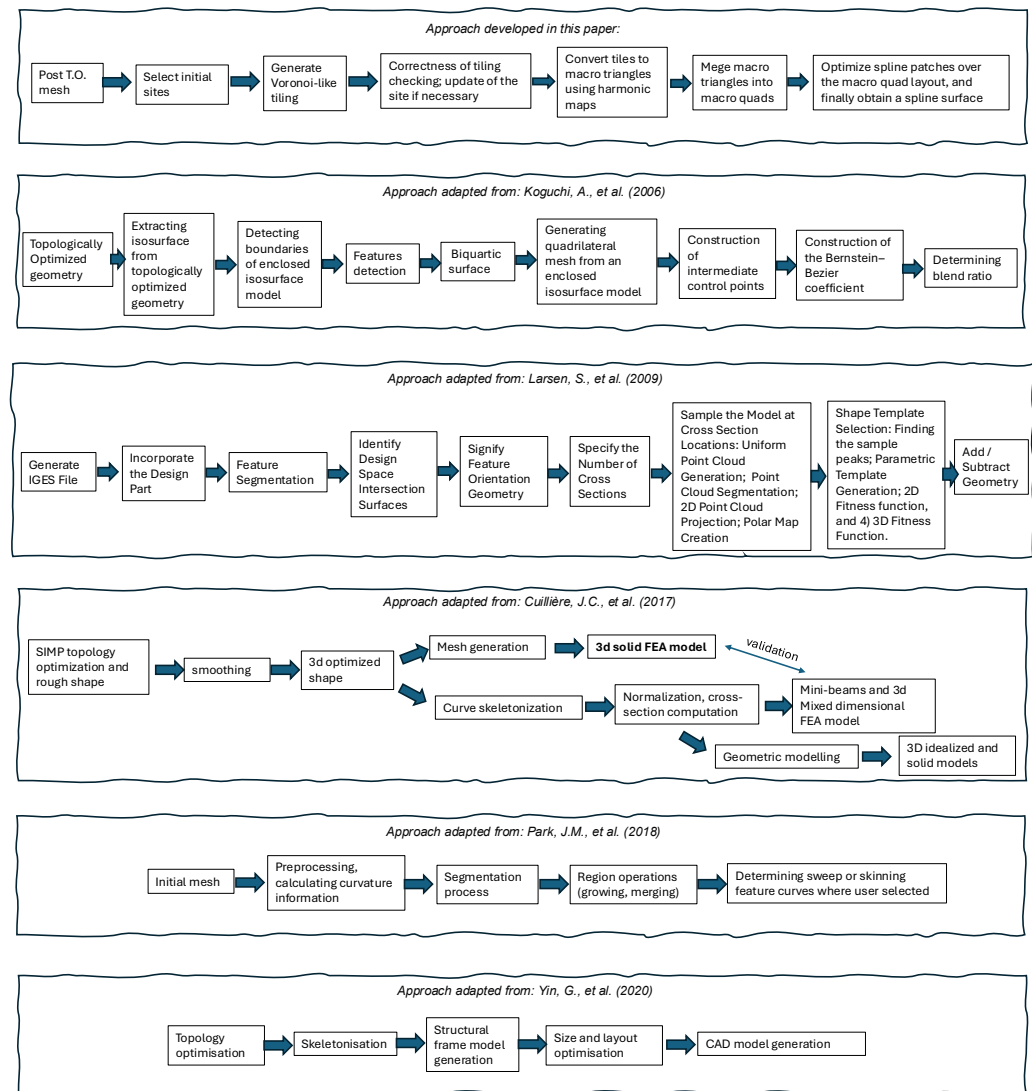 Approach developed in this paper:
Post T.O.
mesh
Select initial
sites
Generate
Voronoi-like
tiling
Correctness of tiling
checking; update of the
site if necessary
Convert tiles to
macro triangles
using harmonic
maps
Mege macro
triangles into
macro quads
Optimize spline patches over
the macro quad layout, and
finally obtain a spline surface
Approach adapted from: Koguchi, A., et al. (2006)
Topologically
Optimized
geometry
Extracting
isosurface
from
topologically
optimized
geometry
Detecting
boundaries
of enclosed
isosurface
model
Features
detection
Biquartic
surface
Generating
quadrilateral
mesh from an
enclosed
isosurface model
Construction
of
intermediate
control points
Construction of
the Bernstein–
Bezier
coefficient
Determining
blend ratio
Approach adapted from: Larsen, S., et al. (2009)
Generate
IGES File
Incorporate
the Design
Part
Feature
Segmentation
Identify
Design
Space
Intersection
Surfaces
Signify
Feature
Orientation
Geometry
Specify the
Number of
Cross
Sections
Sample the Model at
Cross Section
Locations: Uniform
Point Cloud
Generation; Point
Cloud Segmentation;
2D Point Cloud
Projection; Polar Map
Creation
Shape Template
Selection: Finding
the sample
peaks; Parametric
Template
Generation; 2D
Fitness function,
and 4) 3D Fitness
Function.
Add /
Subtract
Geometry
Approach adapted from: Cuillière, J.C., et al. (2017)
SIMP topology
optimization and
rough shape
smoothing
3d optimized
shape
Mesh generation
3d solid FEA model
validation
Curve skeletonization
Normalization, cross-
section computation
Mini-beams and 3d
Mixed dimensional
FEA model
Geometric modelling
3D idealized and
solid models
Approach adapted from: Park, J.M., et al. (2018)
Initial mesh
Preprocessing,
calculating curvature
information
Segmentation
process
Region operations
(growing, merging)
Determining sweep or skinning
feature curves where user selected
Approach adapted from: Yin, G., et al. (2020)
Topology
optimisation
Skeletonisation
Structural
frame model
generation
Size and layout
optimisation
CAD model generation